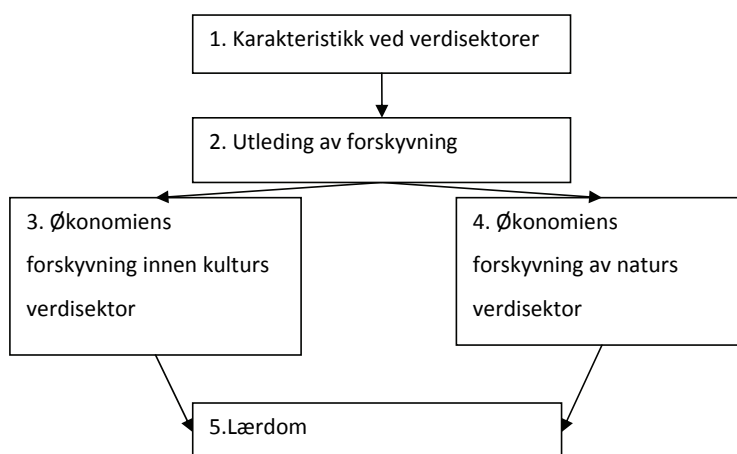 1. Karakteristikk ved verdisektorer
2. Utleding av forskyvning
3. Økonomiens
forskyvning innen kulturs
verdisektor
4. Økonomiens
forskyvning av naturs
verdisektor
5.Lærdom